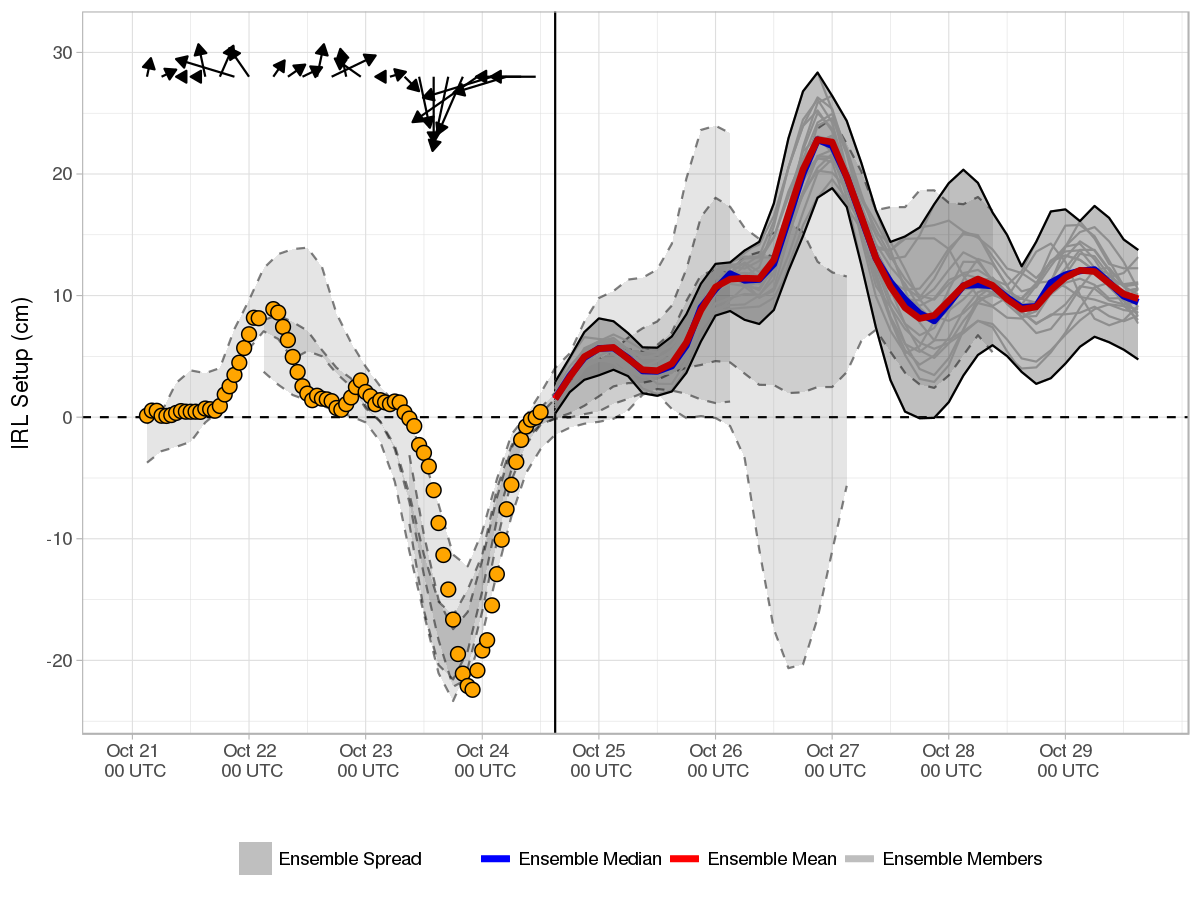 IRL Setup (cm)
30
20
10
0
-10
-20
Oct 21
00 UTC
Oct 22
00 UTC
Oct 23
00 UTC
Oct 24
00 UTC
Oct 25
00 UTC
Oct 26
00 UTC
Oct 27
00 UTC
Oct 28
00 UTC
Oct 29
00 UTC
Ensemble Spread
Ensemble Median
Ensemble Mean
Ensemble Members